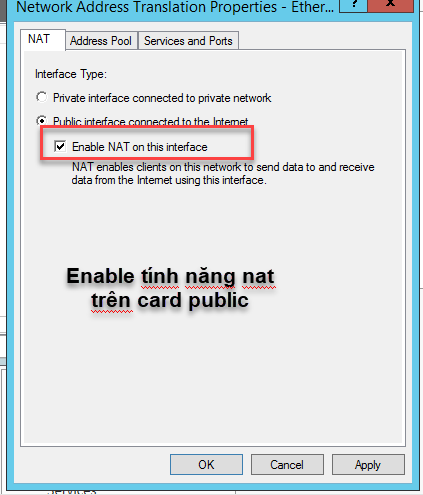 Network Address Translation Properties - Ether...
?
x
NAT
Address Pool
Services and Ports
Interface Type:
Private interface connected to private network
Public interface connected to the Internet
Enable NAT on this interface
NAT enables clients on this network to send data to and receive
data from the Internet using this interface.
Enable tính năng nat
trên card public
OK
Cancel
Apply
Services